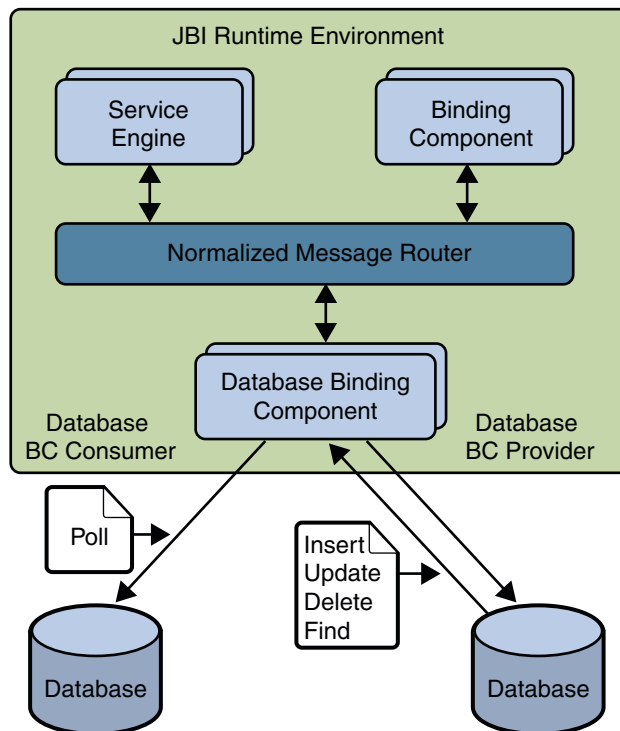 JBI Runtime Environment
Service
Engine
Binding
Component
Normalized Message Router
Database Binding
Component
Database
BC Consumer
Database
BC Provider
Poll
Insert
Update
Delete
Find
Database
Database